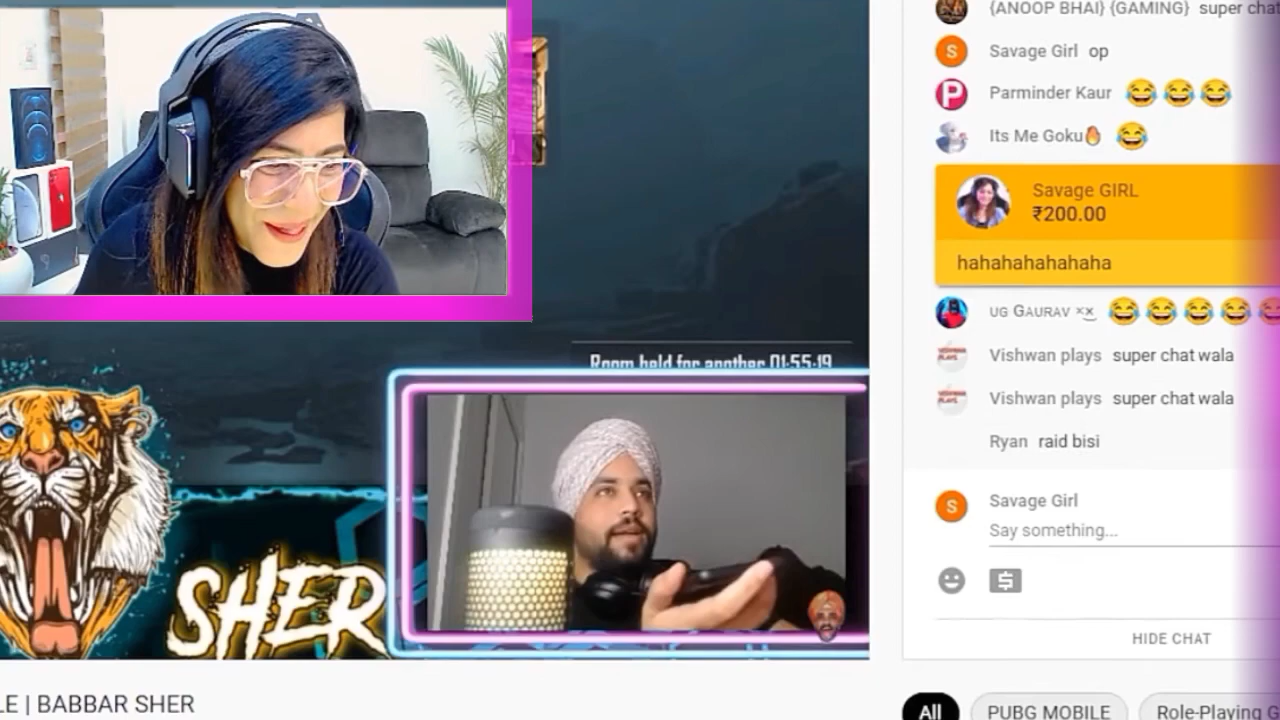 {ANOOP BHAI} {GAMING} super chat
S Savage Girl op
P Parminder Kaur 😂😂😂
Its Me Goku🔥 😂
Savage GIRL
₹200.00
hahahahahahaha
UG GAURAV 😂😂😂😂
Vishwan plays super chat wala
Vishwan plays super chat wala
Ryan raid bisi
S Savage Girl
Say something...
HIDE CHAT
All PUBG MOBILE Role-Playing G
Room held for another 01:55:19
SHER
LE | BABBAR SHER